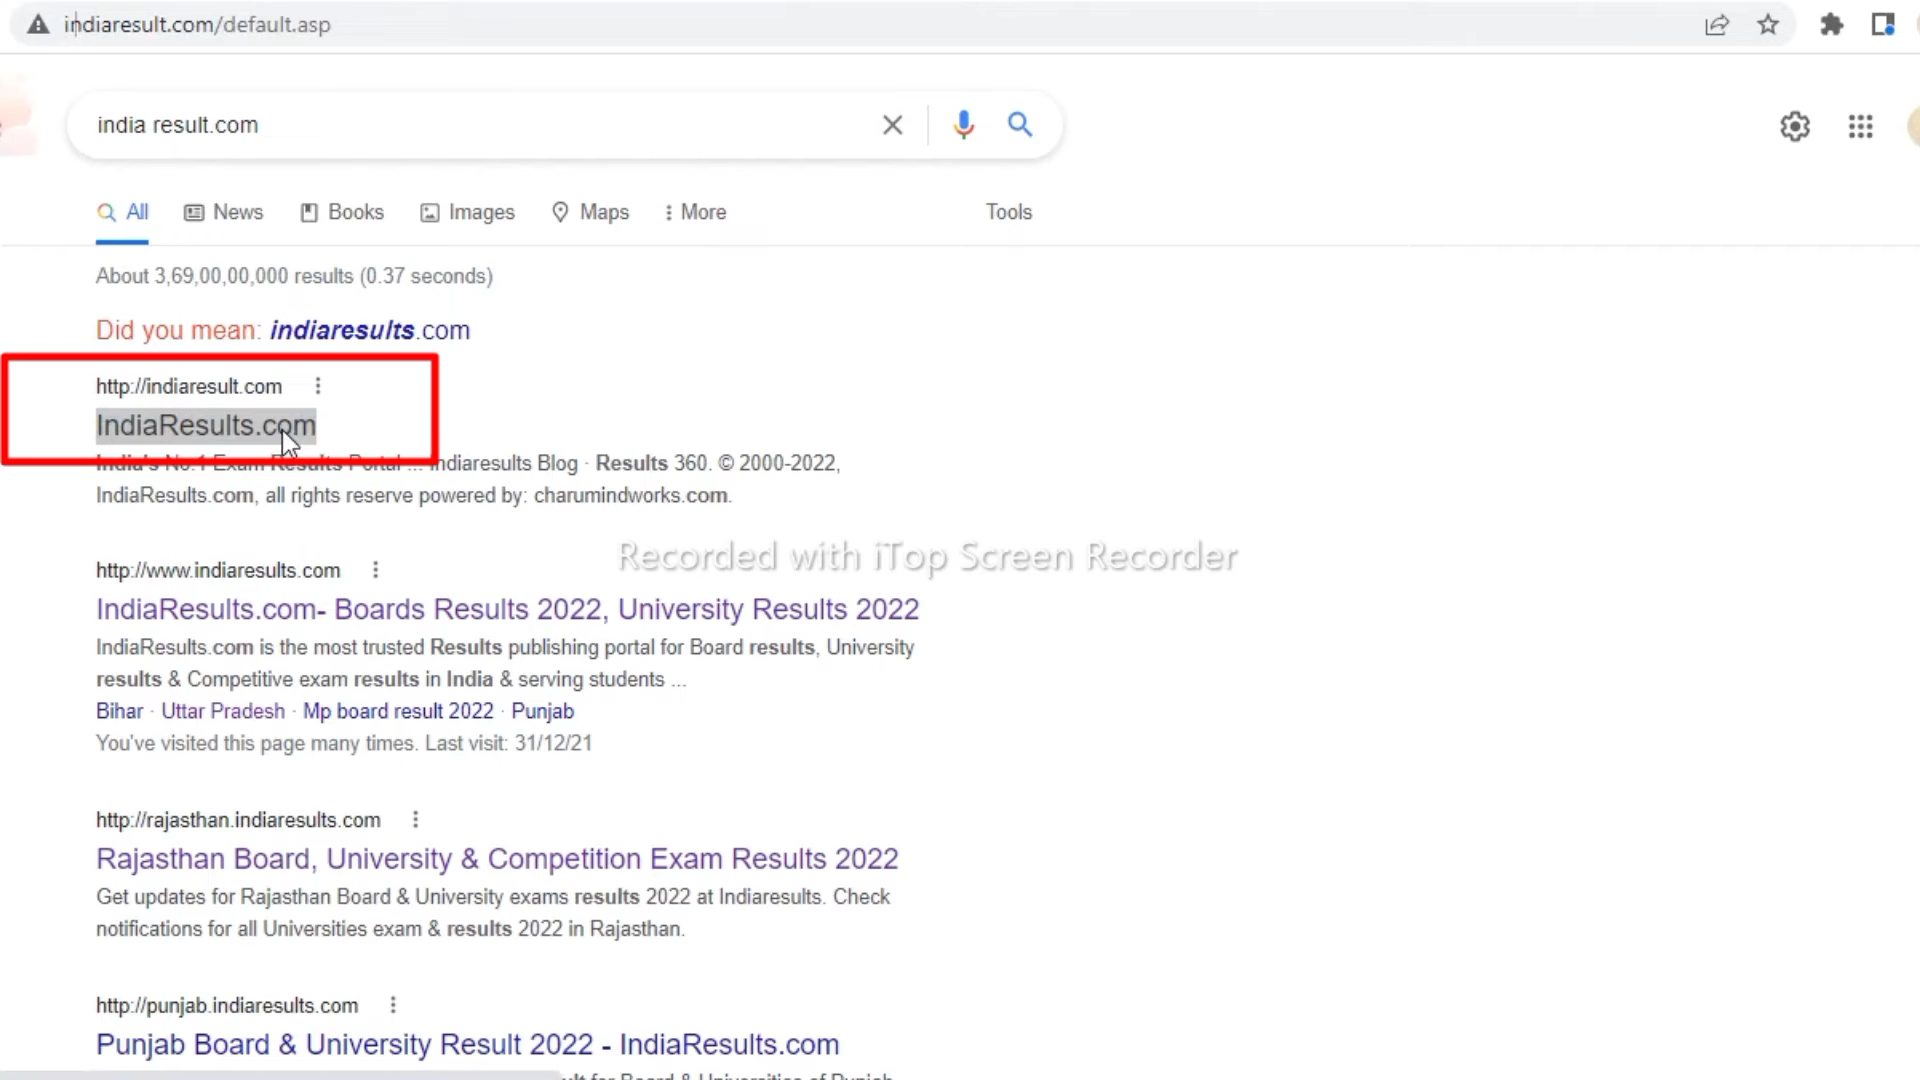 indiaresult.com/default.asp
india result.com
All News Books Images Maps More Tools
About 3,69,00,00,000 results (0.37 seconds)
Did you mean: indiaresults.com
http://indiaresult.com
IndiaResults.com
India's No.1 Exam Results Portal ... Indiaresults Blog · Results 360. © 2000-2022,
IndiaResults.com, all rights reserve powered by: charumindworks.com.
Recorded with iTop Screen Recorder
http://www.indiaresults.com
IndiaResults.com- Boards Results 2022, University Results 2022
IndiaResults.com is the most trusted Results publishing portal for Board results, University
results & Competitive exam results in India & serving students ...
Bihar · Uttar Pradesh · Mp board result 2022 · Punjab
You've visited this page many times. Last visit: 31/12/21
http://rajasthan.indiaresults.com
Rajasthan Board, University & Competition Exam Results 2022
Get updates for Rajasthan Board & University exams results 2022 at Indiaresults. Check
notifications for all Universities exam & results 2022 in Rajasthan.
http://punjab.indiaresults.com
Punjab Board & University Result 2022 - IndiaResults.com
for Board & Universities of Punjab